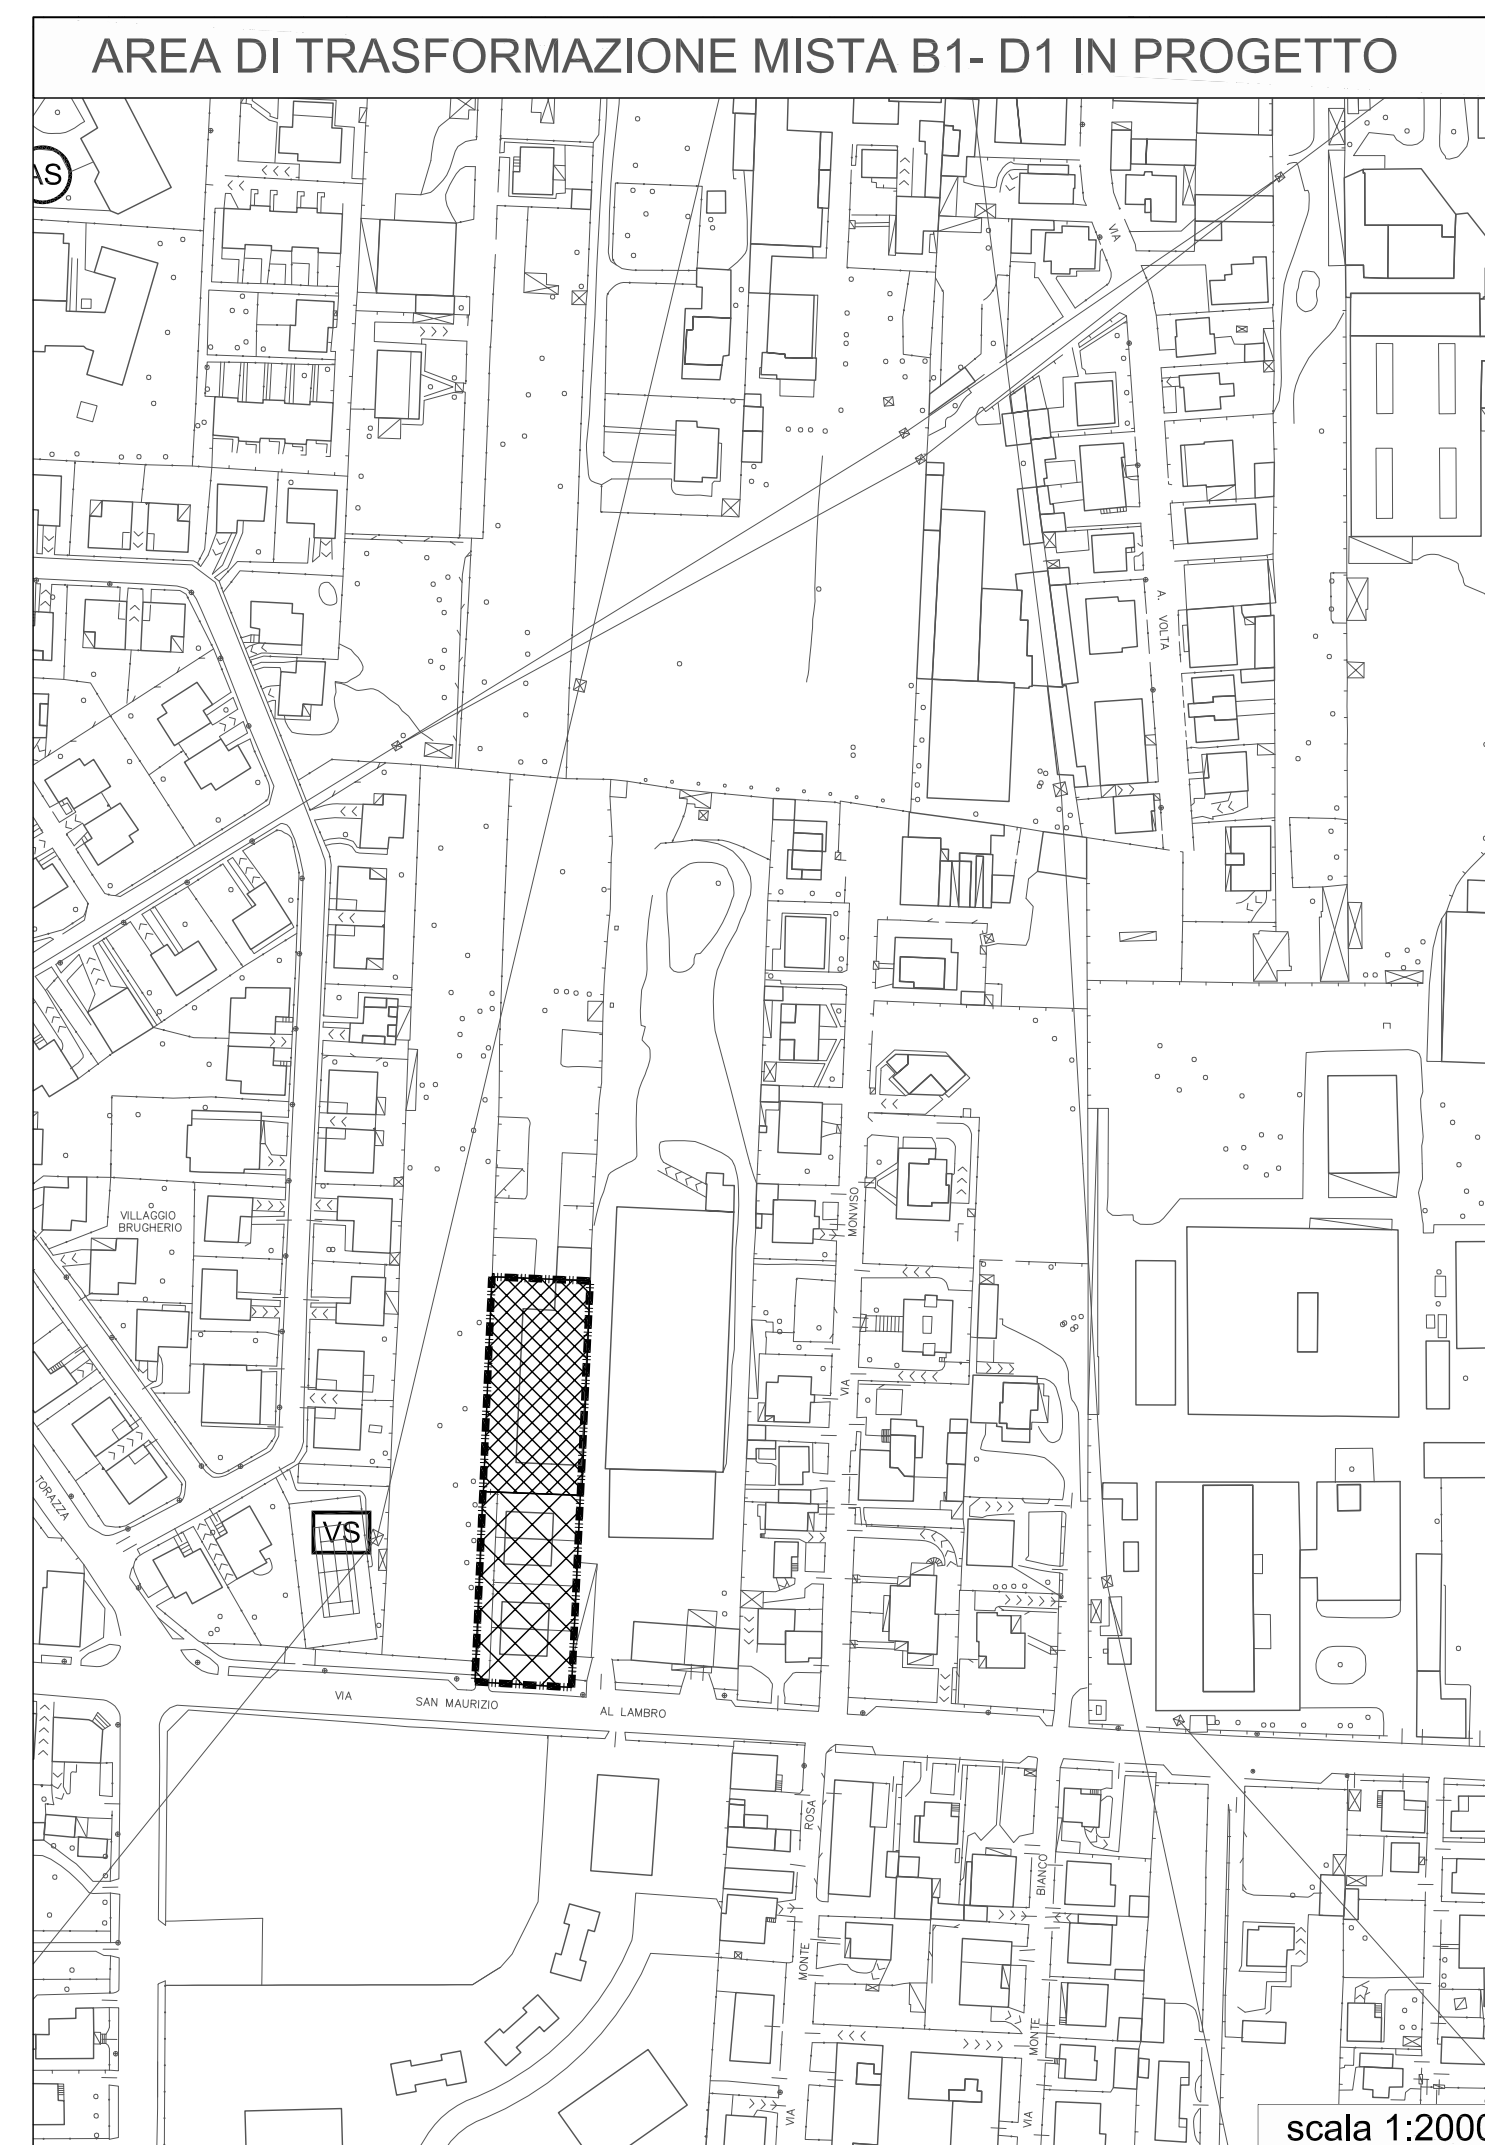 AREA DI TRASFORMAZIONE MISTA B1- D1 IN PROGETTO
AS
VIA
A. VOLTA
VILLAGGIO
BRUGHERIO
MONVISO
VIA
TORAZZA
VS
VIA SAN MAURIZIO AL LAMBRO
ROSA
MONTE
VIA
BIANCO
MONTE
VIA
scala 1:2000